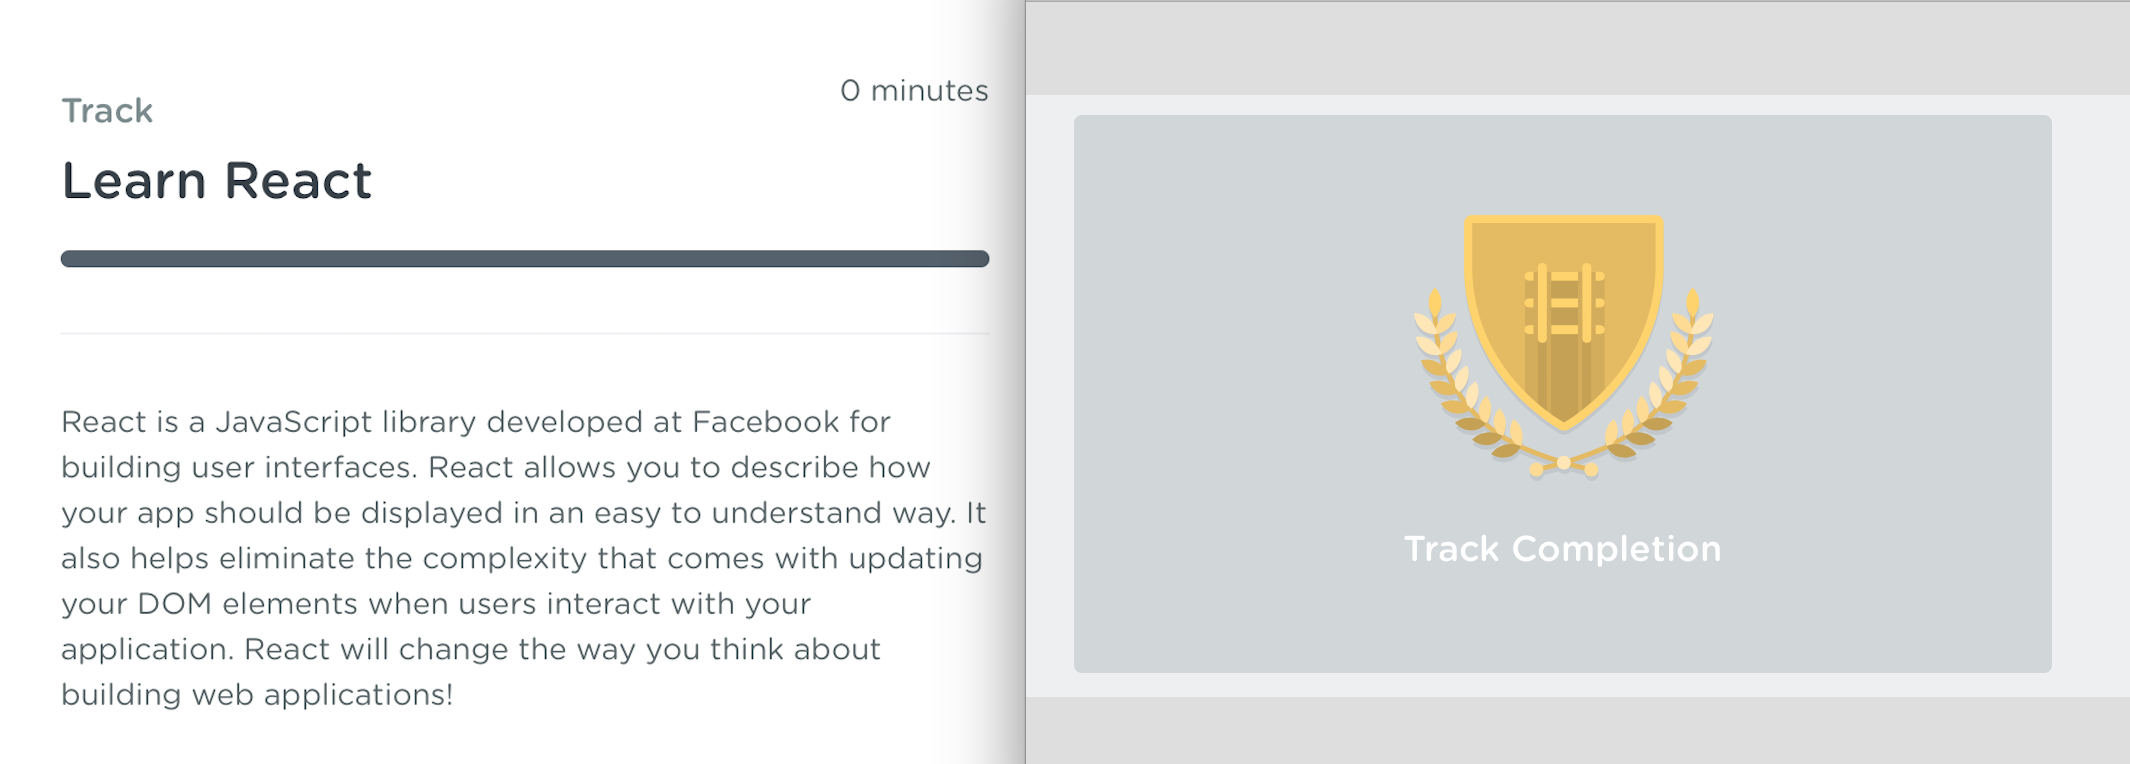 0 minutes
Track
Learn React
React is a JavaScript library developed at Facebook for
building user interfaces. React allows you to describe how
your app should be displayed in an easy to understand way. It
also helps eliminate the complexity that comes with updating
your DOM elements when users interact with your
application. React will change the way you think about
building web applications!
Track Completion